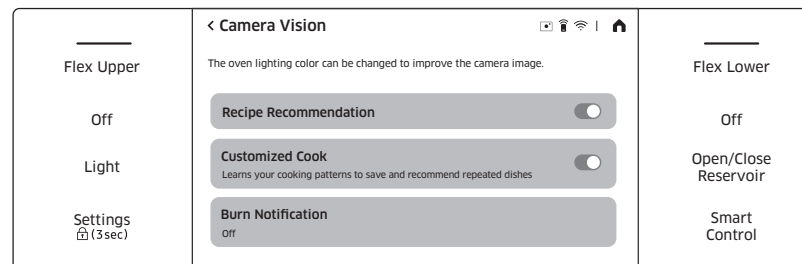 Flex Upper
Off
Light
Settings
(3sec)
< Camera Vision
The oven lighting color can be changed to improve the camera image.
Recipe Recommendation
Customized Cook
Learns your cooking patterns to save and recommend repeated dishes
Burn Notification
Off
Flex Lower
Off
Open/Close
Reservoir
Smart
Control